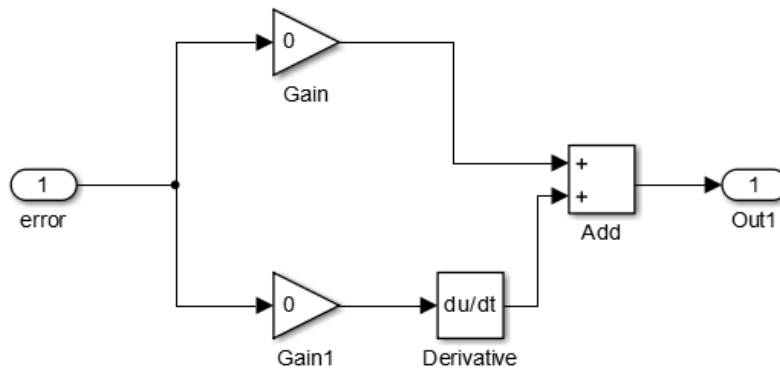 0
Gain
1
error
+
+
Add
1
Out1
0
Gain1
du/dt
Derivative